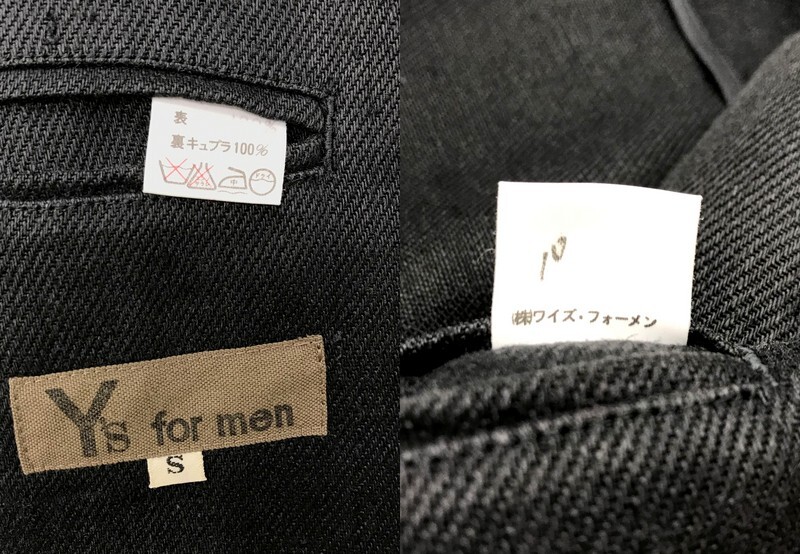 表
裏キュプラ100%
Y's for men
S
10
㈱ワイズ・フォーメン